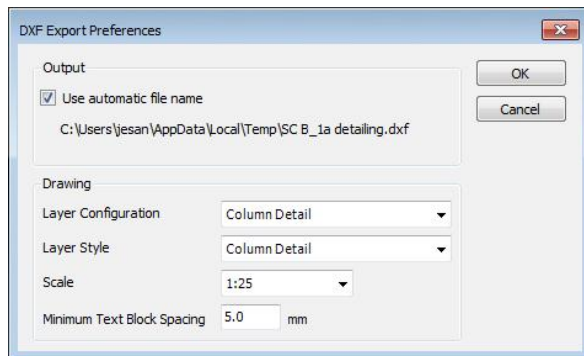 DXF Export Preferences
Output
Use automatic file name
C:\Users\jesan\AppData\Local\Temp\SC B_1a detailing.dxf
OK
Cancel
Drawing
Layer Configuration Column Detail
Layer Style Column Detail
Scale 1:25
Minimum Text Block Spacing 5.0 mm